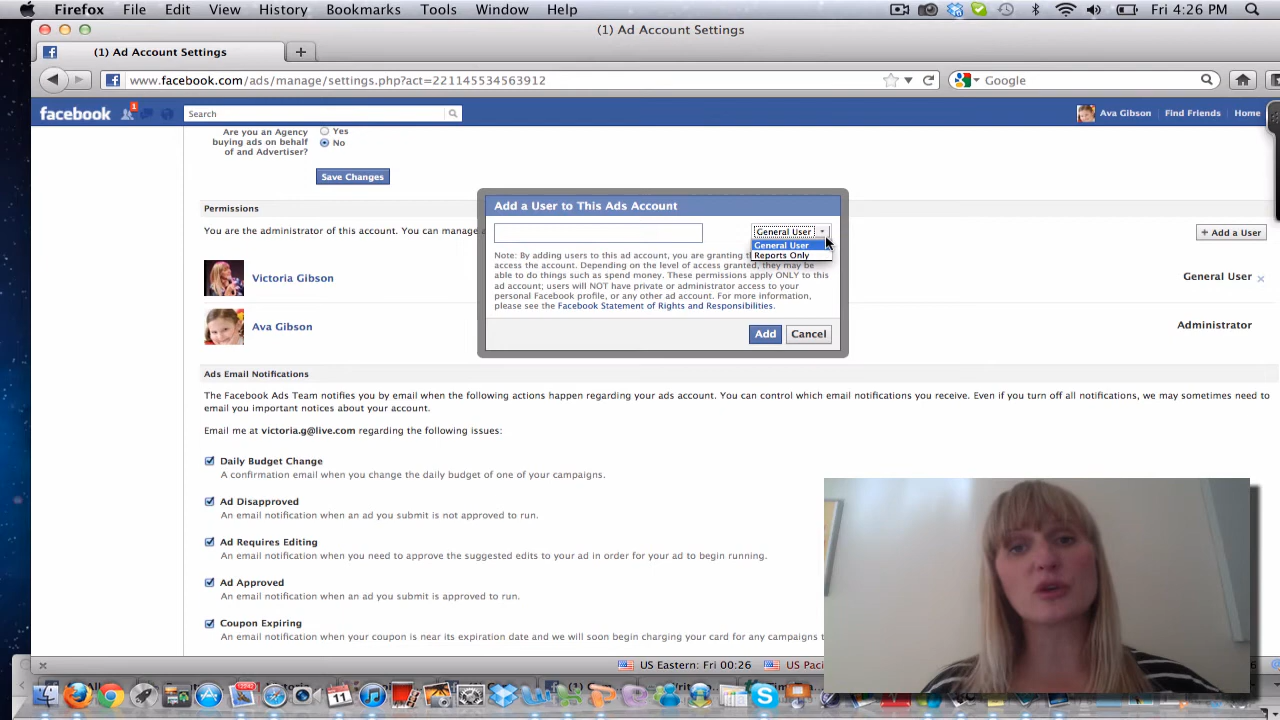 Firefox File Edit View History Bookmarks Tools Window Help Fri 4:26 PM
(1) Ad Account Settings
(1) Ad Account Settings
www.facebook.com/ads/manage/settings.php?act=221145534563912 Google
facebook 1 Search Ava Gibson Find Friends Home
Are you an Agency
buying ads on behalf
of and Advertiser?
Yes
No
Save Changes
Permissions
You are the administrator of this account. You can manage
+ Add a User
Victoria Gibson General User
Ava Gibson Administrator
Add a User to This Ads Account
General User
General User
Reports Only
Note: By adding users to this ad account, you are granting
access the account. Depending on the level of access granted, they may be
able to do things such as spend money. These permissions apply ONLY to this
ad account; users will NOT have private or administrator access to your
personal Facebook profile, or any other ad account. For more information,
please see the Facebook Statement of Rights and Responsibilities.
Add Cancel
Ads Email Notifications
The Facebook Ads Team notifies you by email when the following actions happen regarding your ads account. You can control which email notifications you receive. Even if you turn off all notifications, we may sometimes need to
email you important notices about your account.
Email me at victoria.g@live.com regarding the following issues:
Daily Budget Change
A confirmation email when you change the daily budget of one of your campaigns.
Ad Disapproved
An email notification when an ad you submit is not approved to run.
Ad Requires Editing
An email notification when you need to approve the suggested edits to your ad in order for your ad to begin running.
Ad Approved
An email notification when an ad you submit is approved to run.
Coupon Expiring
An email notification when your coupon is near its expiration date and we will soon begin charging your card for any campaigns
US Eastern: Fri 00:26 US Paci
11